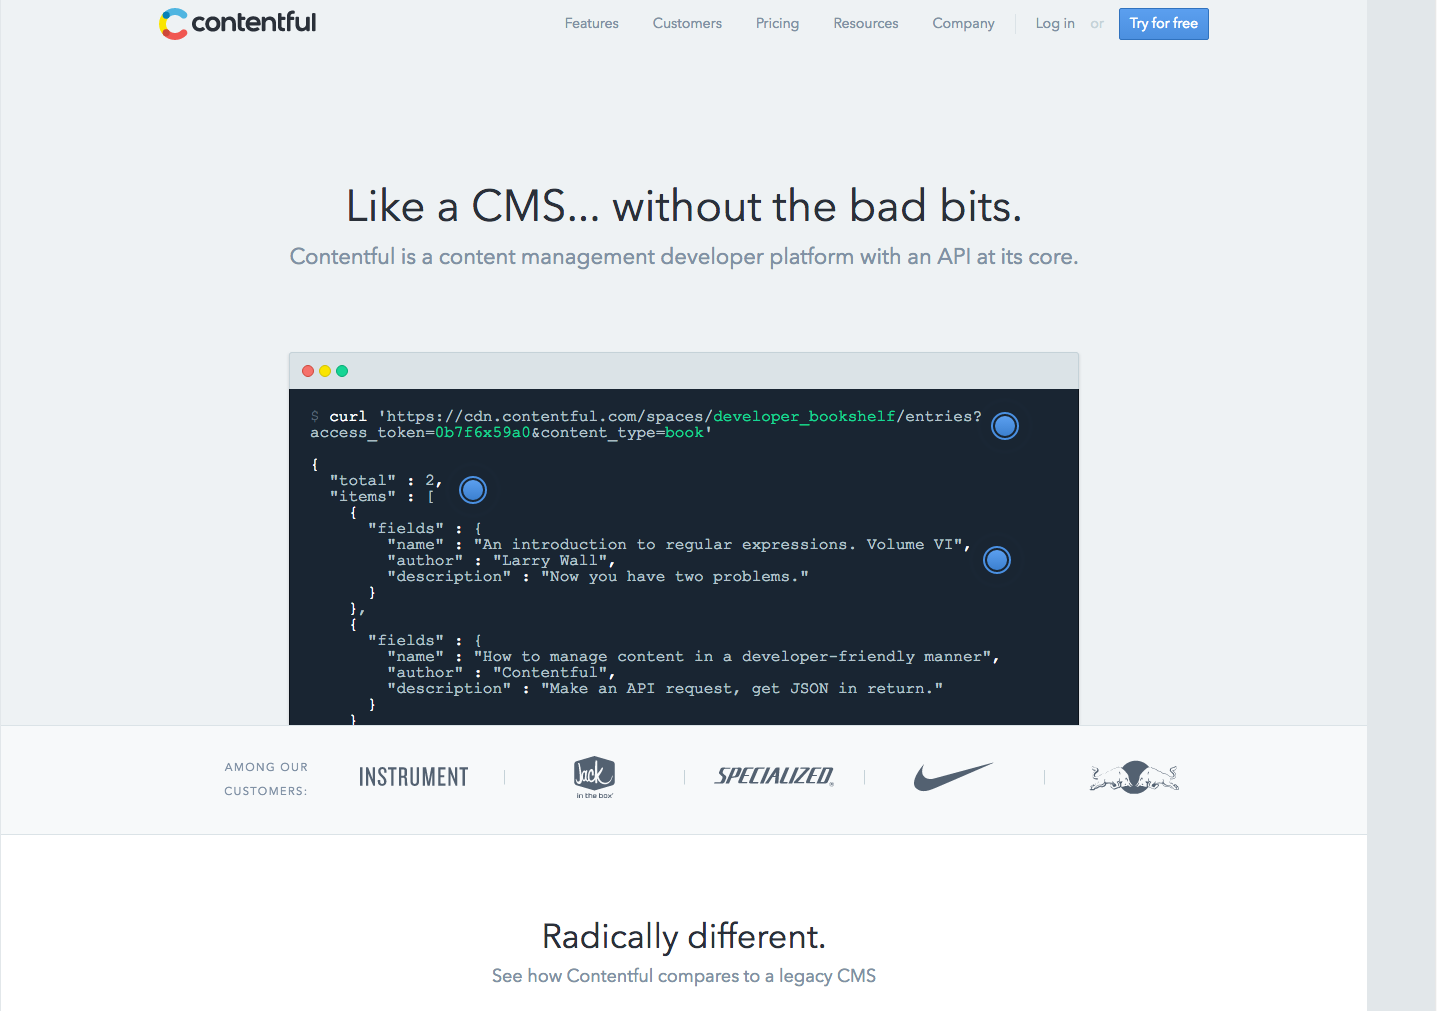 contentful
Features Customers Pricing Resources Company Log in or Try for free
Like a CMS... without the bad bits.
Contentful is a content management developer platform with an API at its core.
$ curl 'https://cdn.contentful.com/spaces/developer_bookshelf/entries?
access_token=0b7f6x59a0&content_type=book'
{
"total" : 2,
"items" : [
{
"fields" : {
"name" : "An introduction to regular expressions. Volume VI",
"author" : "Larry Wall",
"description" : "Now you have two problems."
}
},
{
"fields" : {
"name" : "How to manage content in a developer-friendly manner",
"author" : "Contentful",
"description" : "Make an API request, get JSON in return."
}
}
AMONG OUR
CUSTOMERS:
INSTRUMENT
Jack
in the box
SPECIALIZED
Radically different.
See how Contentful compares to a legacy CMS